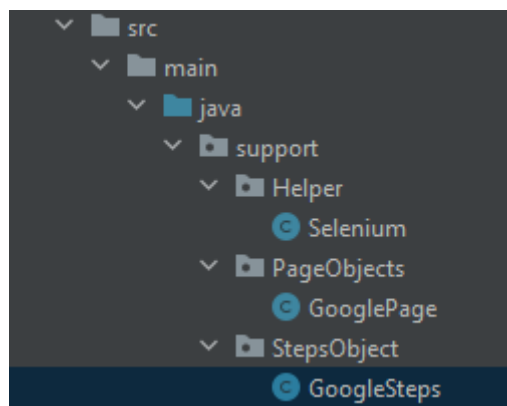 src
main
java
support
Helper
C Selenium
PageObjects
C GooglePage
StepsObject
C GoogleSteps